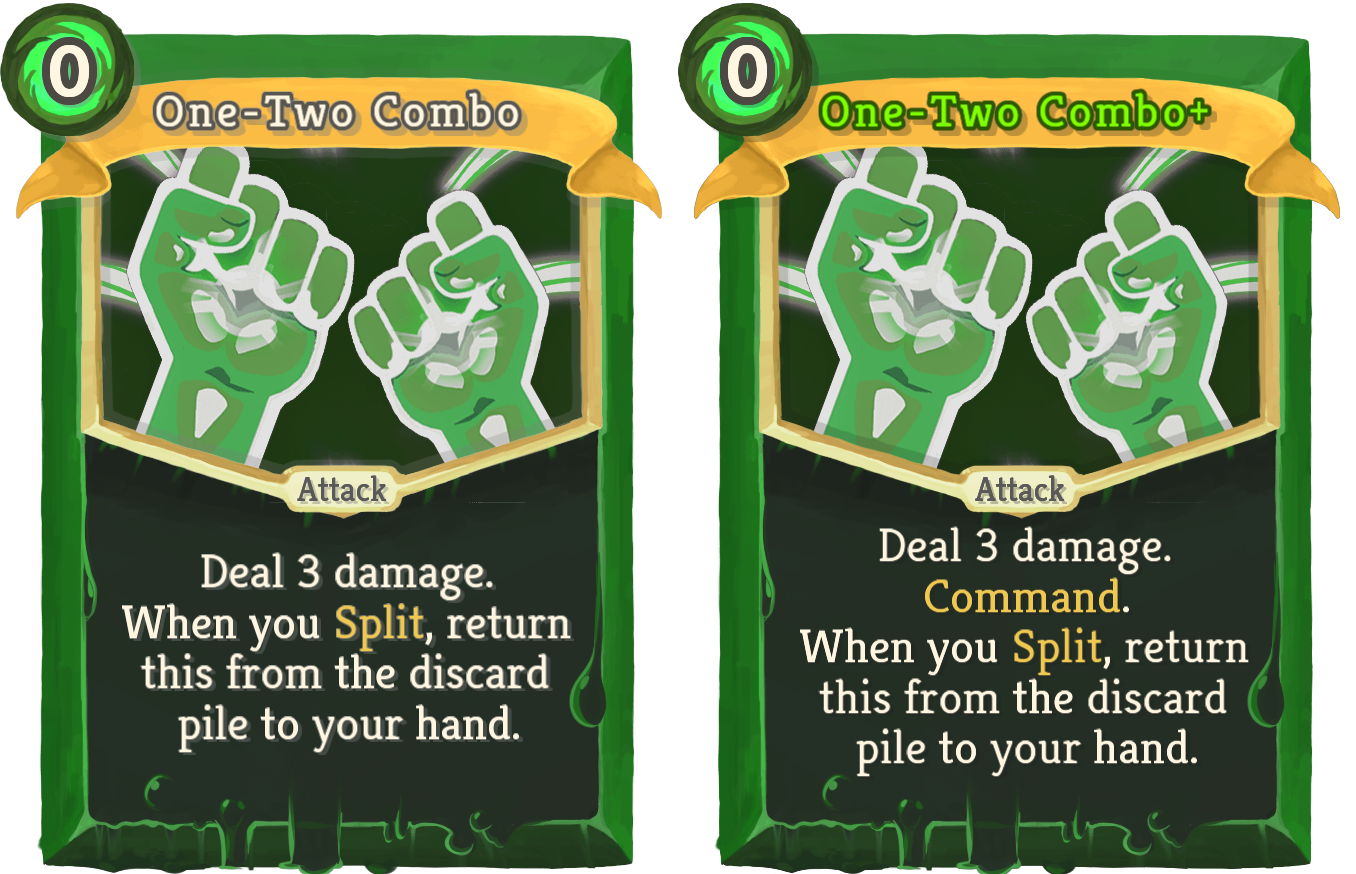 0
One-Two Combo
Attack
Deal 3 damage.
When you Split, return
this from the discard
pile to your hand.
0
One-Two Combo+
Attack
Deal 3 damage.
Command.
When you Split, return
this from the discard
pile to your hand.